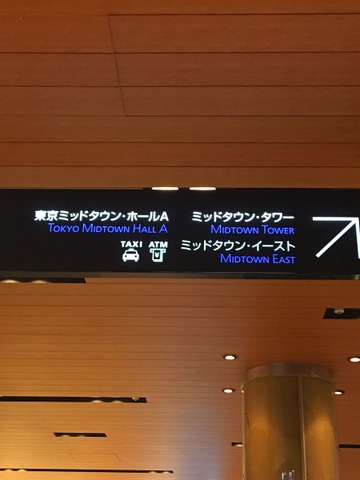 東京ミッドタウン・ホールA
TOKYO MIDTOWN HALL A
TAXI ATM
ミッドタウン・タワー
MIDTOWN TOWER
ミッドタウン・イースト
MIDTOWN EAST